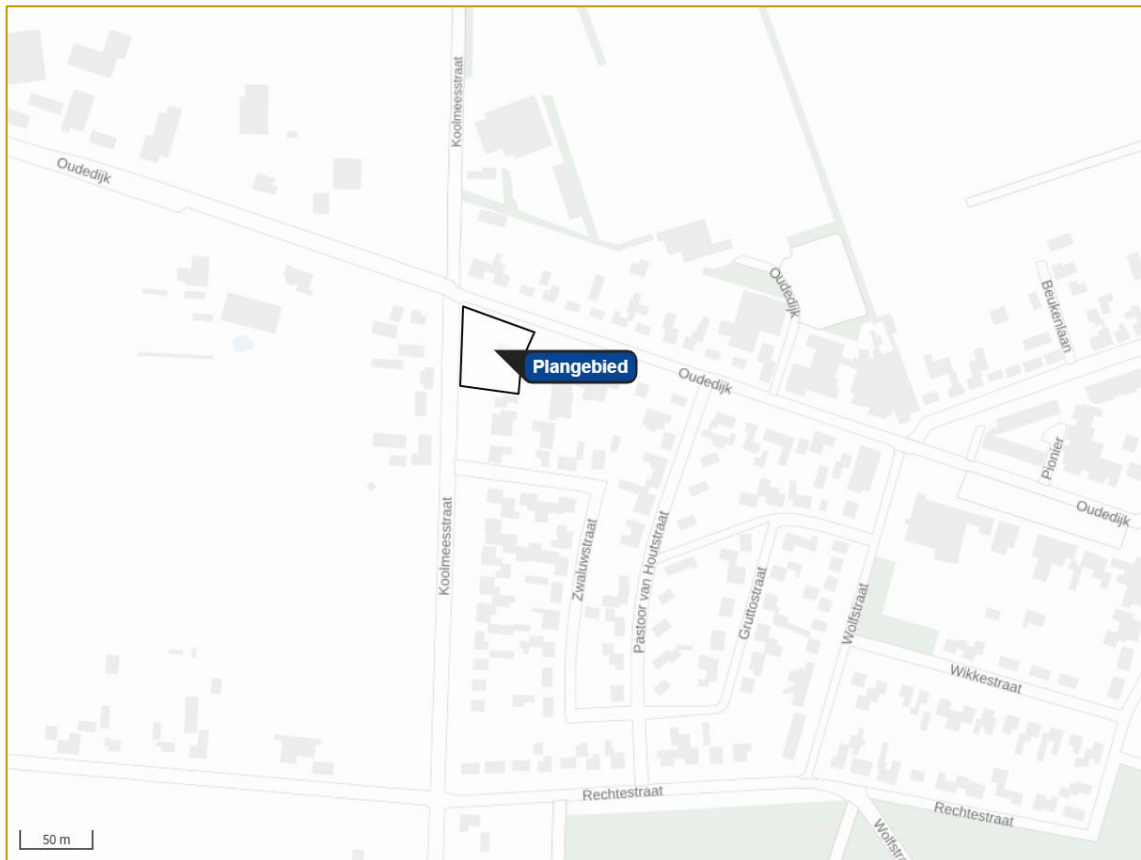 Koolmeesstraat
Oudedijk
Oudedijk
Beukenlaan
Plangebied
Oudedijk
Pionier
Oudedijk
Koolmeesstraat
Zwaluwstraat
Pastoor van Houtstraat
Gruttostraat
Wolfstraat
Wikkestraat
Rechtestraat
Rechtestraat
Wolfstra
50 m